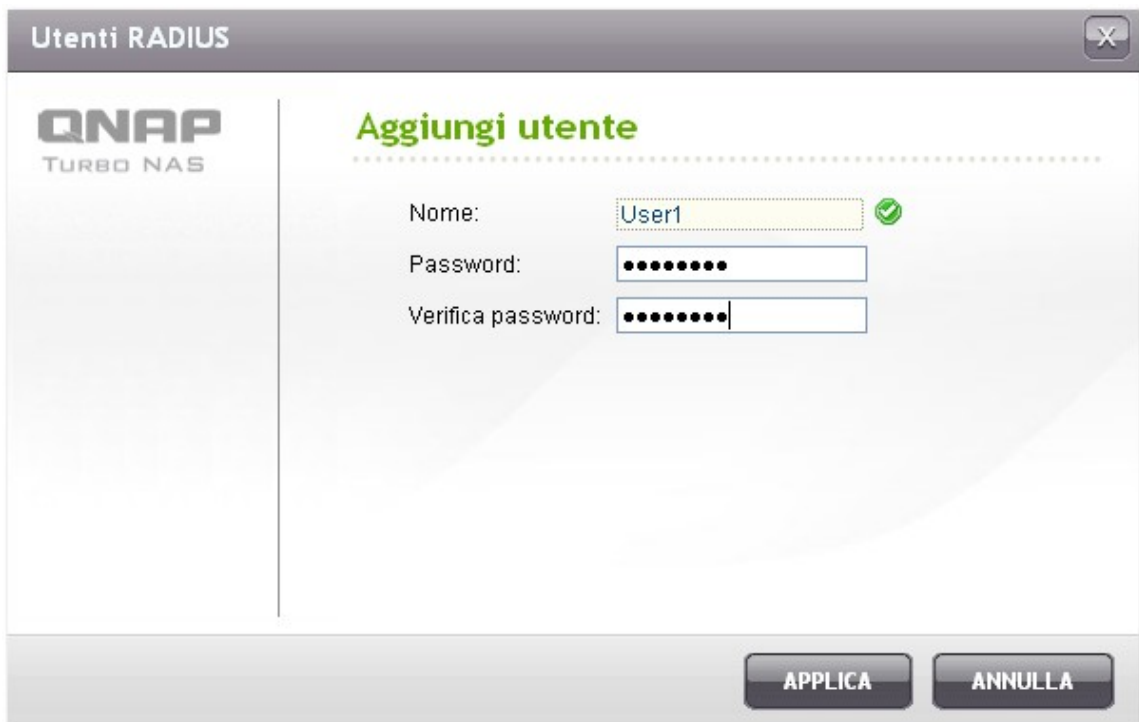 Utenti RADIUS
X
QNAP
TURBO NAS
Aggiungi utente
Nome: User1
Password: ●●●●●●●●
Verifica password: ●●●●●●●●
APPLICA ANNULLA